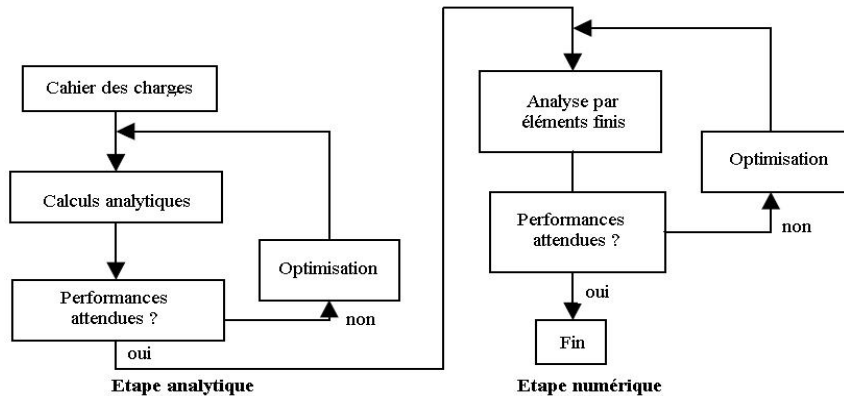 Cahier des charges
Calculs analytiques
Performances
attendues ?
Optimisation
non
oui
Etape analytique
Analyse par
éléments finis
Optimisation
Performances
attendues ?
non
oui
Fin
Etape numérique